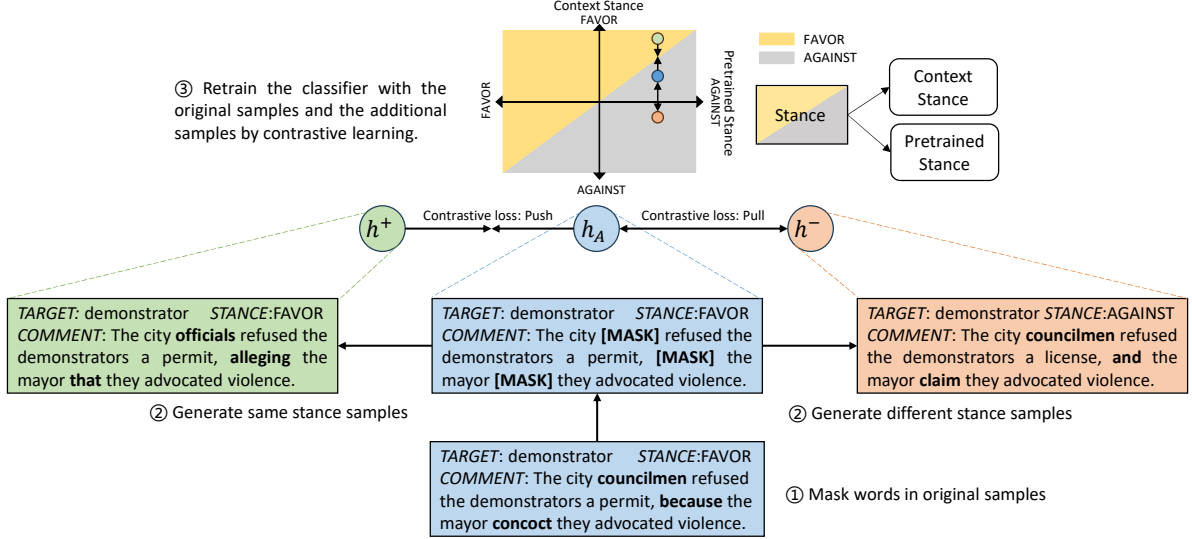 Context Stance
FAVOR
FAVOR
AGAINST
③ Retrain the classifier with the
original samples and the additional
samples by contrastive learning.
FAVOR
Pretrained Stance
AGAINST
AGAINST
Stance
Context
Stance
Pretrained
Stance
h⁺
Contrastive loss: Push
h_A
Contrastive loss: Pull
h⁻
TARGET: demonstrator STANCE:FAVOR
COMMENT: The city officials refused the
demonstrators a permit, alleging the
mayor that they advocated violence.
TARGET: demonstrator STANCE:FAVOR
COMMENT: The city [MASK] refused
the demonstrators a permit, [MASK] the
mayor [MASK] they advocated violence.
TARGET: demonstrator STANCE:AGAINST
COMMENT: The city councilmen refused
the demonstrators a license, and the
mayor claim they advocated violence.
② Generate same stance samples
② Generate different stance samples
TARGET: demonstrator STANCE:FAVOR
COMMENT: The city councilmen refused
the demonstrators a permit, because the
mayor concoct they advocated violence.
① Mask words in original samples